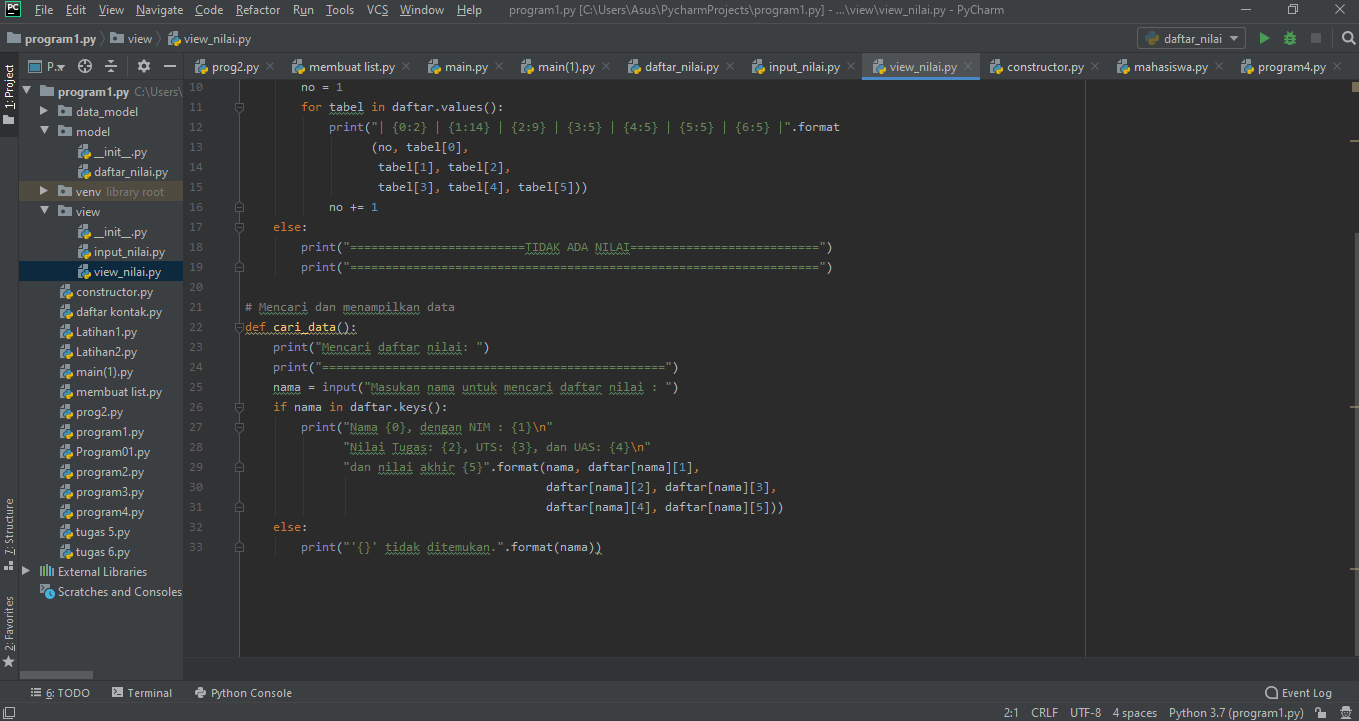 File Edit View Navigate Code Refactor Run Tools VCS Window Help program1.py [C:\Users\Asus\PycharmProjects\program1.py] - ...\view\view_nilai.py - PyCharm
program1.py view view_nilai.py daftar_nilai
1: Project
P..
prog2.py membuat list.py main.py main(1).py daftar_nilai.py input_nilai.py view_nilai.py constructor.py mahasiswa.py program4.py
program1.py C:\Users\
data_model
model
__init__.py
daftar_nilai.py
venv library root
view
__init__.py
input_nilai.py
view_nilai.py
constructor.py
daftar kontak.py
Latihan1.py
Latihan2.py
main(1).py
membuat list.py
prog2.py
program1.py
Program01.py
program2.py
program3.py
program4.py
tugas 5.py
tugas 6.py
External Libraries
Scratches and Consoles
7: Structure
2: Favorites
10 no = 1
11 for tabel in daftar.values():
12 print("| {0:2} | {1:14} | {2:9} | {3:5} | {4:5} | {5:5} | {6:5} |".format
13 (no, tabel[0],
14 tabel[1], tabel[2],
15 tabel[3], tabel[4], tabel[5]))
16 no += 1
17 else:
18 print("=========================TIDAK ADA NILAI===========================")
19 print("===================================================================")
20
21 # Mencari dan menampilkan data
22 def cari_data():
23 print("Mencari daftar nilai: ")
24 print("=================================================")
25 nama = input("Masukan nama untuk mencari daftar nilai : ")
26 if nama in daftar.keys():
27 print("Nama {0}, dengan NIM : {1}\n"
28 "Nilai Tugas: {2}, UTS: {3}, dan UAS: {4}\n"
29 "dan nilai akhir {5}".format(nama, daftar[nama][1],
30 daftar[nama][2], daftar[nama][3],
31 daftar[nama][4], daftar[nama][5]))
32 else:
33 print("'{}' tidak ditemukan.".format(nama))
6: TODO Terminal Python Console Event Log
2:1 CRLF UTF-8 4 spaces Python 3.7 (program1.py)